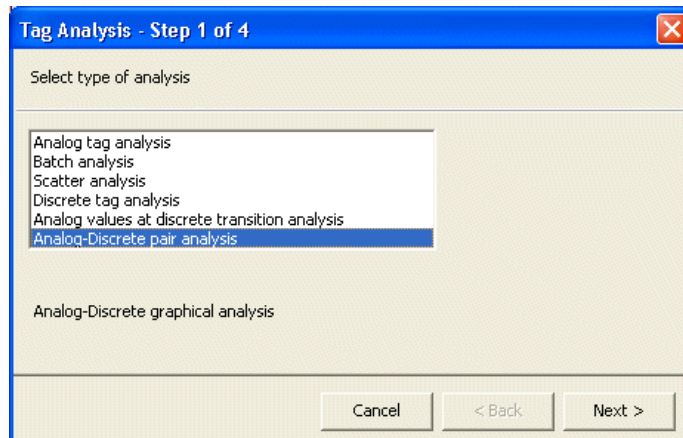 Tag Analysis - Step 1 of 4
Select type of analysis
Analog tag analysis
Batch analysis
Scatter analysis
Discrete tag analysis
Analog values at discrete transition analysis
Analog-Discrete pair analysis
Analog-Discrete graphical analysis
Cancel < Back Next >